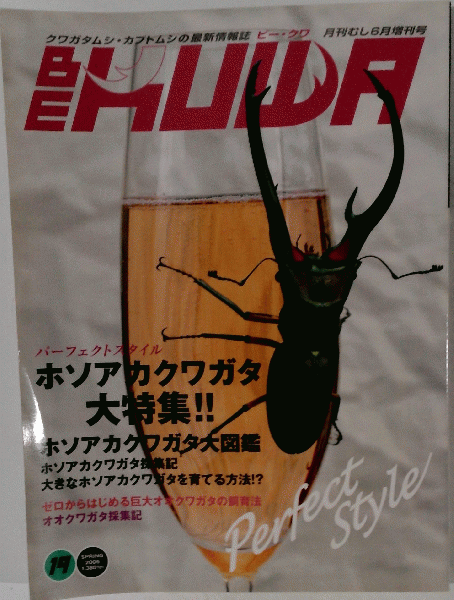 クワガタムシ・カブトムシの最新情報誌 ビー・クワ 月刊むし6月増刊号
BE KUWA
パーフェクトスタイル
ホソアカクワガタ
大特集!!
ホソアカクワガタ大図鑑
ホソアカクワガタ採集記
大きなホソアカクワガタを育てる方法!?
ゼロからはじめる巨大オオクワガタの飼育法
オオクワガタ採集記
Perfect
Style
19
SPRING
2006